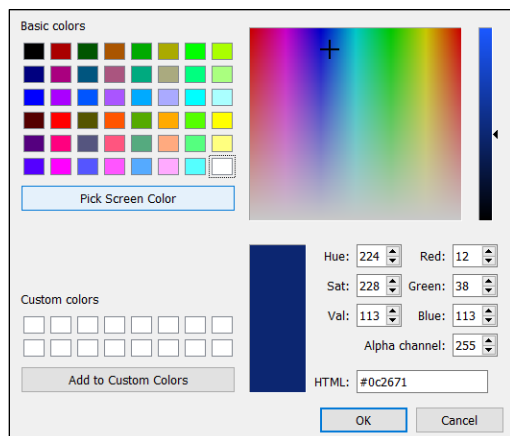 Basic colors
Pick Screen Color
Hue: 224 Red: 12
Sat: 228 Green: 38
Val: 113 Blue: 113
Custom colors
Alpha channel: 255
Add to Custom Colors HTML: #0c2671
OK Cancel